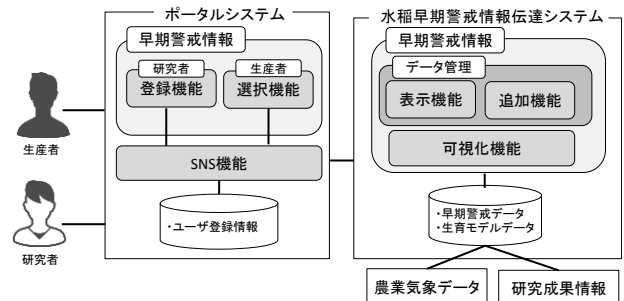 ポータルシステム
早期警戒情報
研究者
登録機能
生産者
選択機能
SNS機能
・ユーザ登録情報
生産者
研究者
水稲早期警戒情報伝達システム
早期警戒情報
データ管理
表示機能
追加機能
可視化機能
・早期警戒データ
・生育モデルデータ
農業気象データ
研究成果情報